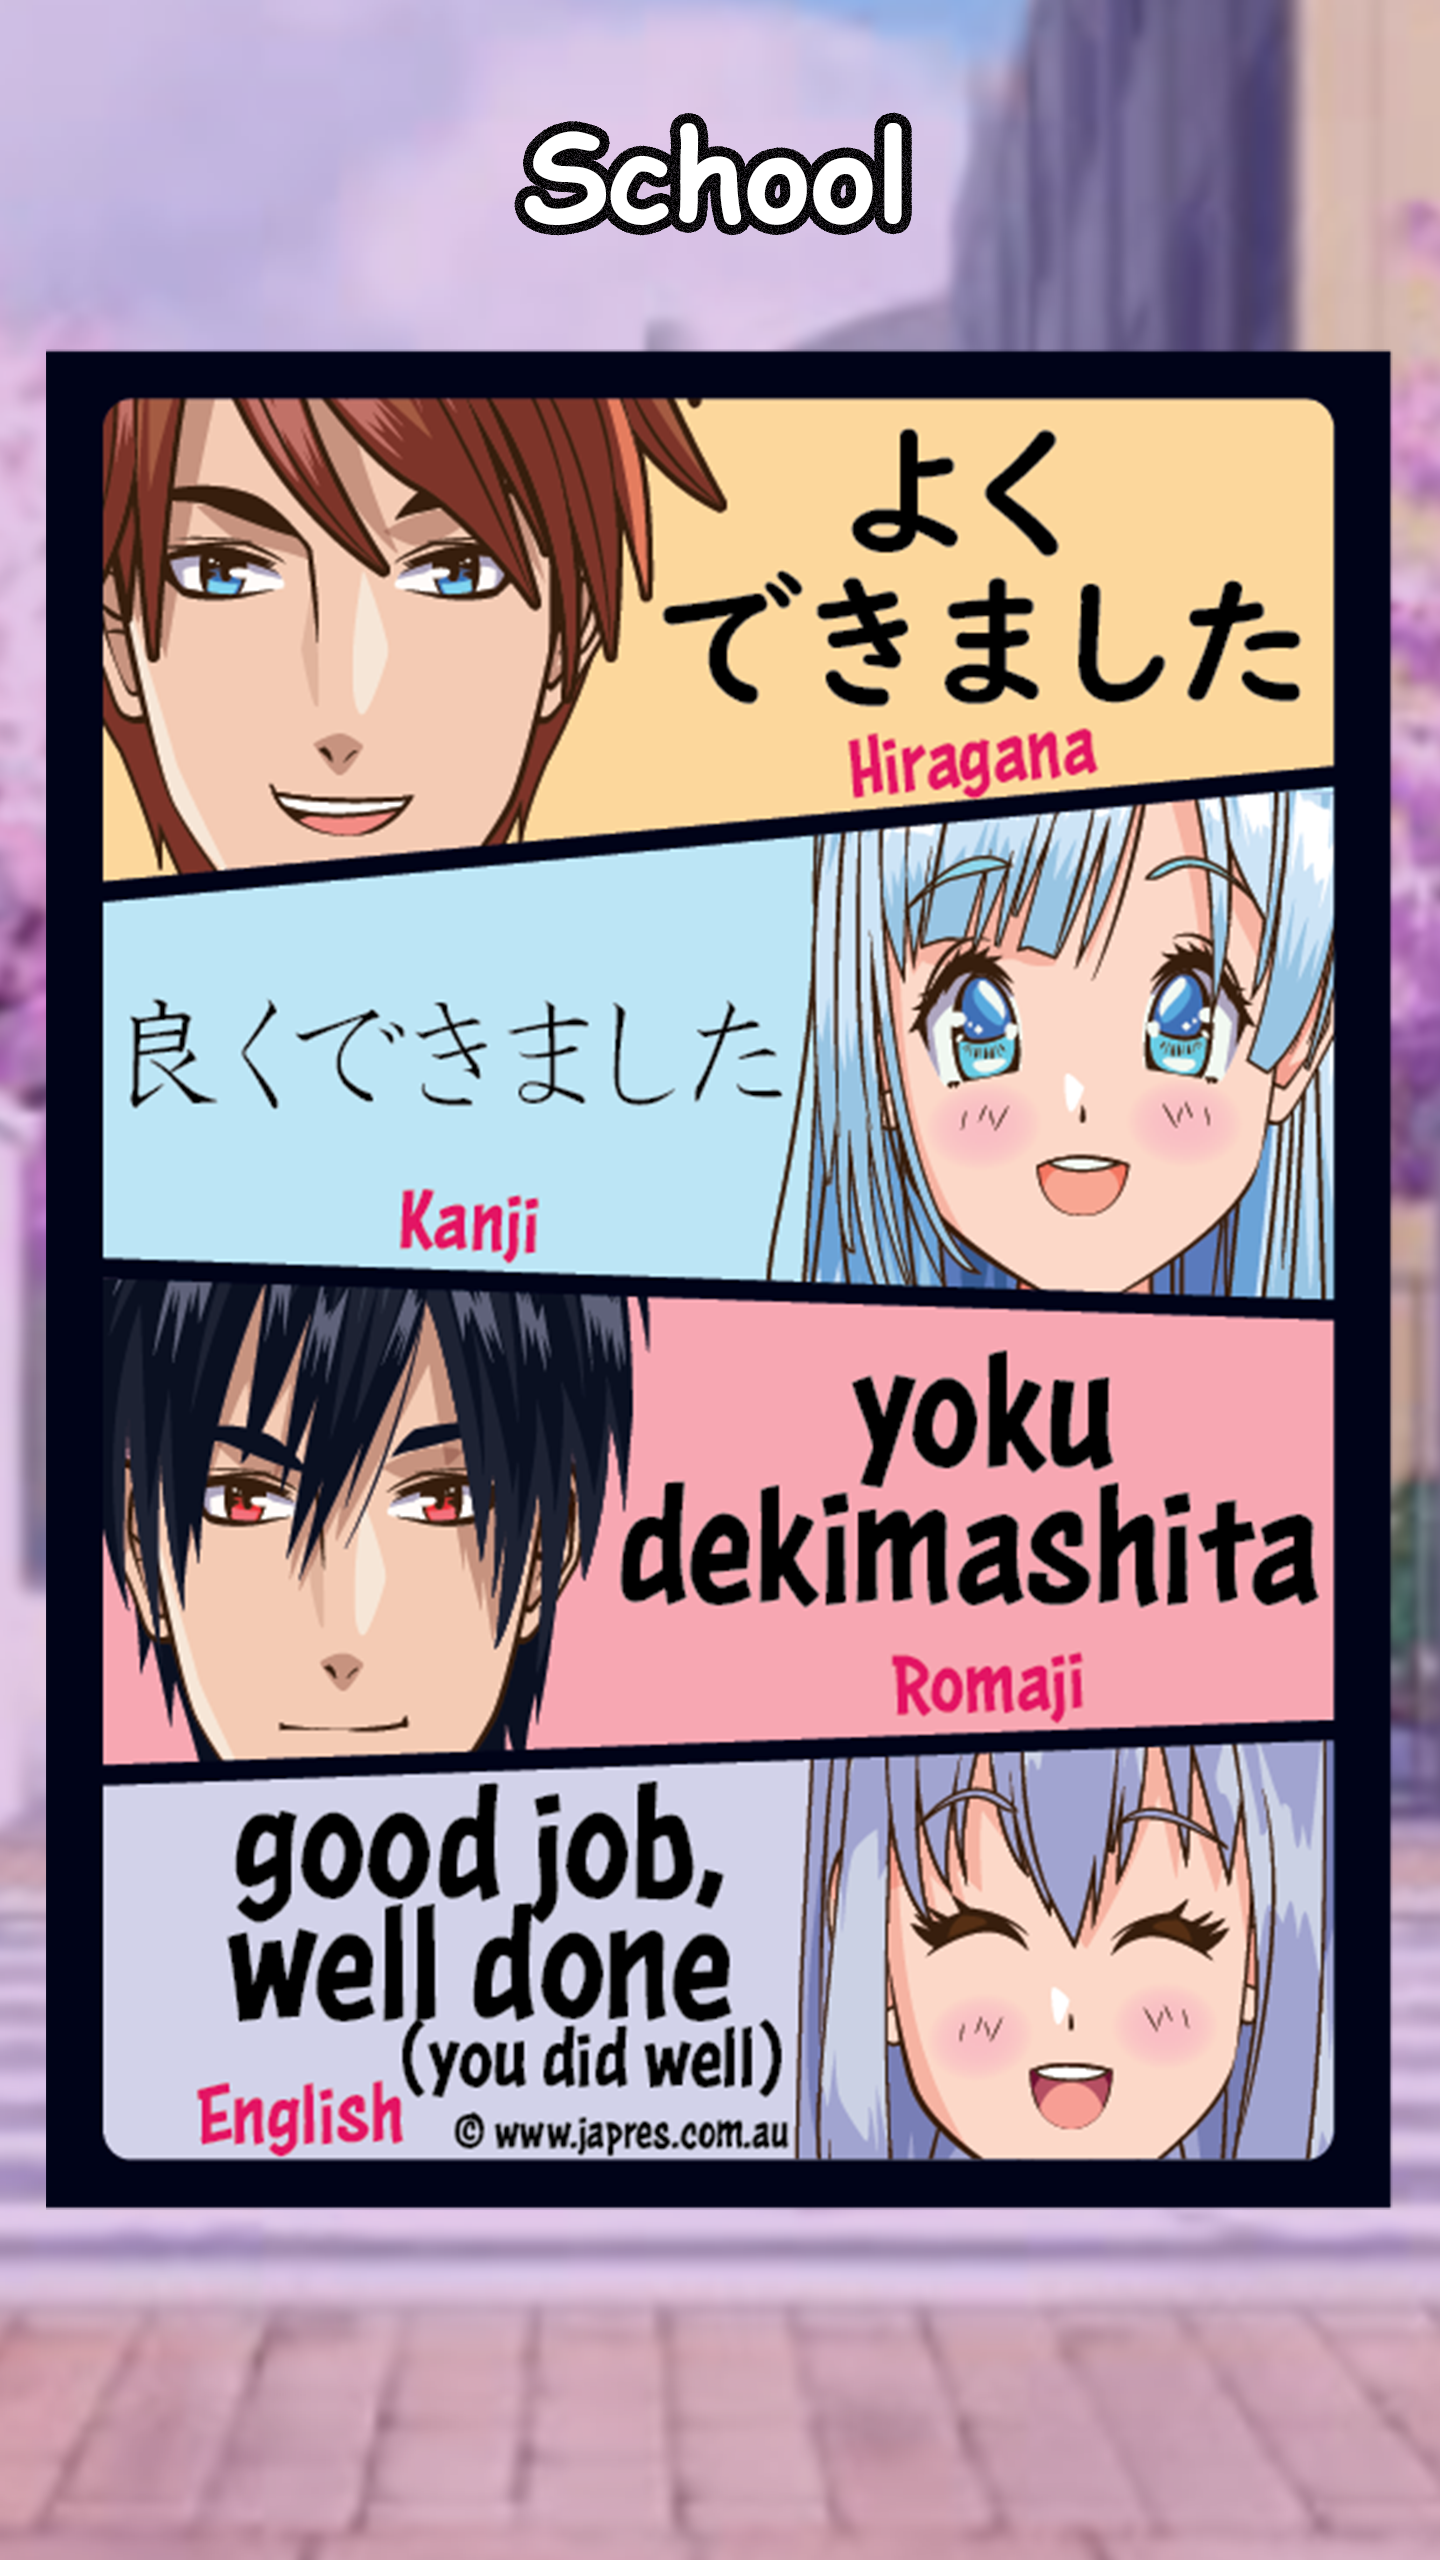 School
よく
できました
Hiragana
良くできました
Kanji
yoku
dekimashita
Romaji
good job,
well done
(you did well)
English
© www.japres.com.au